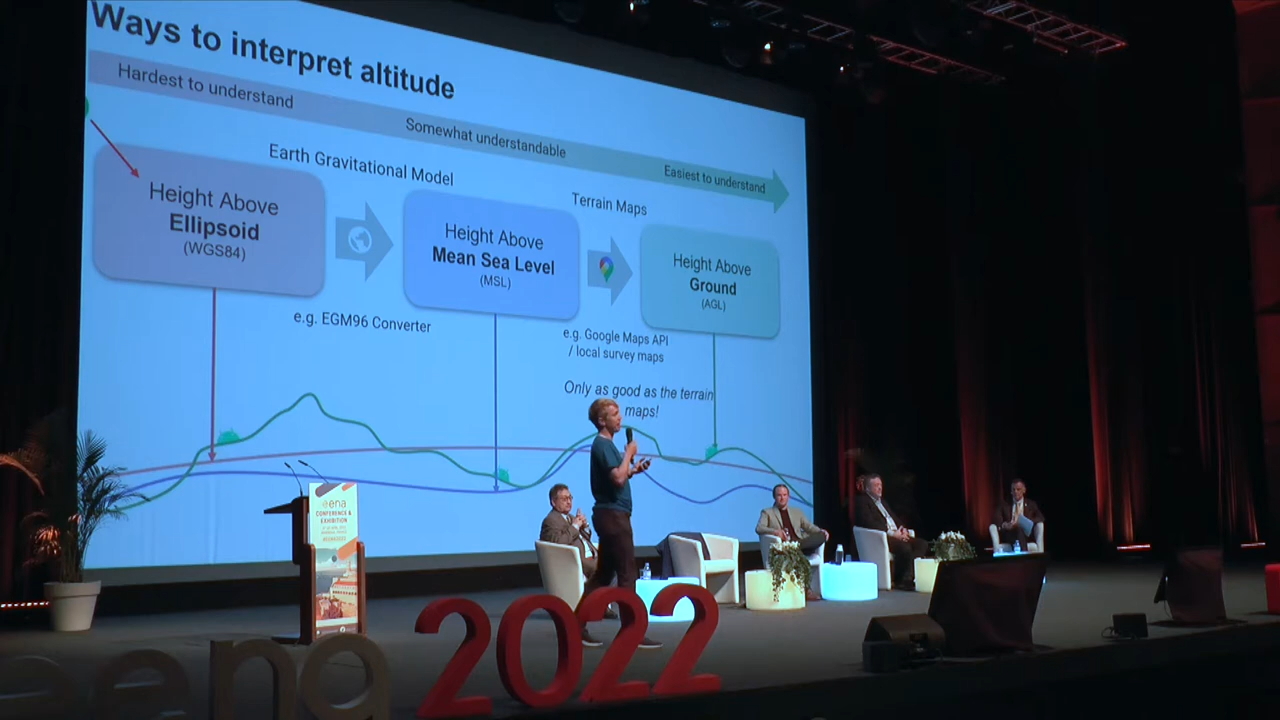 Ways to interpret altitude
Hardest to understand
Somewhat understandable
Easiest to understand
Earth Gravitational Model
Terrain Maps
Height Above
Ellipsoid
(WGS84)
Height Above
Mean Sea Level
(MSL)
Height Above
Ground
(AGL)
e.g. EGM96 Converter
e.g. Google Maps API
/ local survey maps
Only as good as the terrain
maps!
eena
CONFERENCE &
EXHIBITION
eena
2022